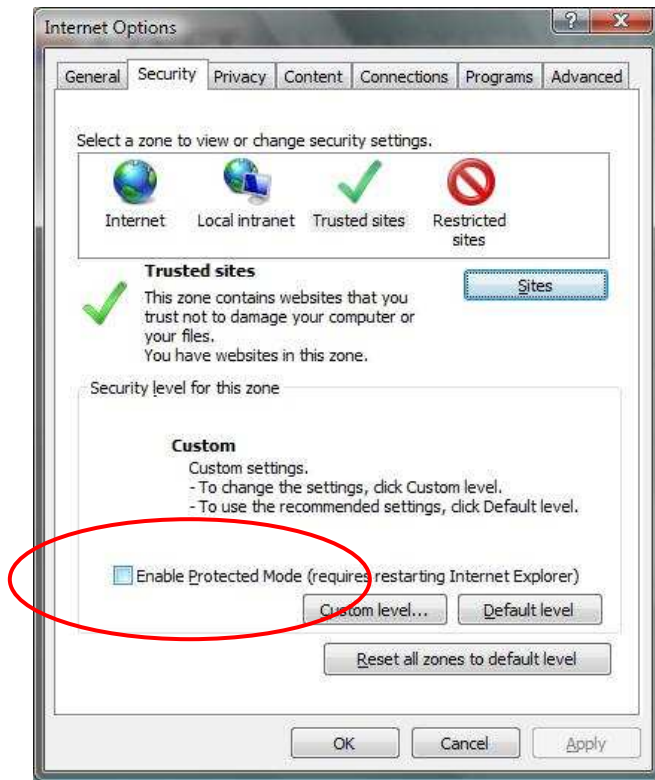 Internet Options
General Security Privacy Content Connections Programs Advanced
Select a zone to view or change security settings.
Internet Local intranet Trusted sites Restricted sites
Trusted sites
Sites
This zone contains websites that you
trust not to damage your computer or
your files.
You have websites in this zone.
Security level for this zone
Custom
Custom settings.
- To change the settings, click Custom level.
- To use the recommended settings, click Default level.
Enable Protected Mode (requires restarting Internet Explorer)
Custom level... Default level
Reset all zones to default level
OK Cancel Apply